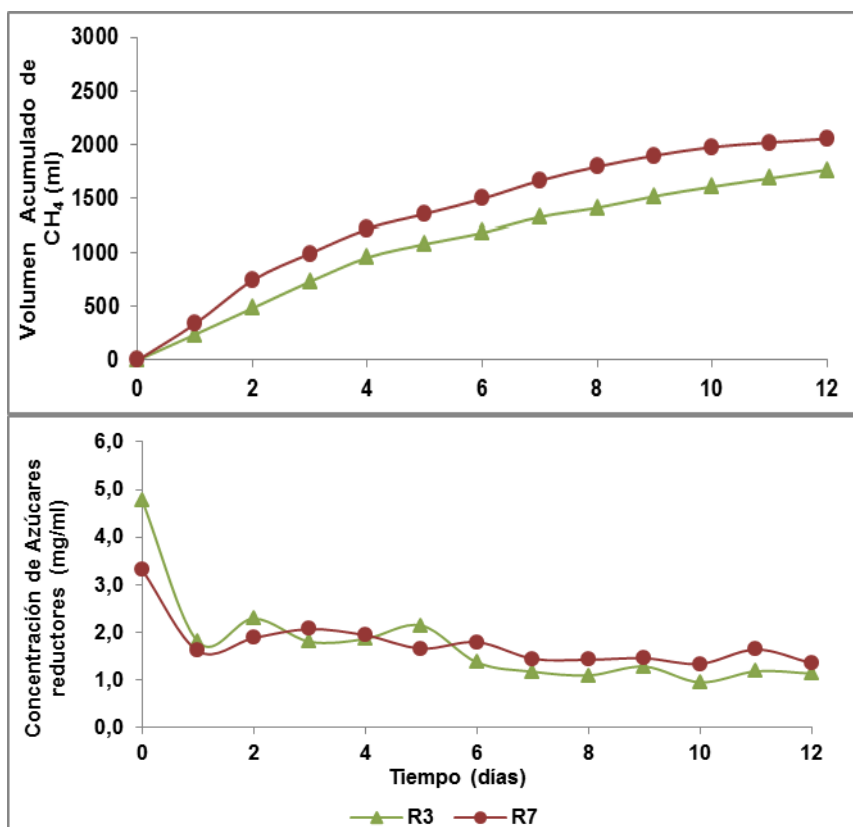 Volumen Acumulado de
CH₄ (ml)
3000
2500
2000
1500
1000
500
0
0 2 4 6 8 10 12
Concentración de Azúcares
reductores (mg/ml)
6,0
5,0
4,0
3,0
2,0
1,0
0,0
0 2 4 6 8 10 12
Tiempo (días)
R3 R7